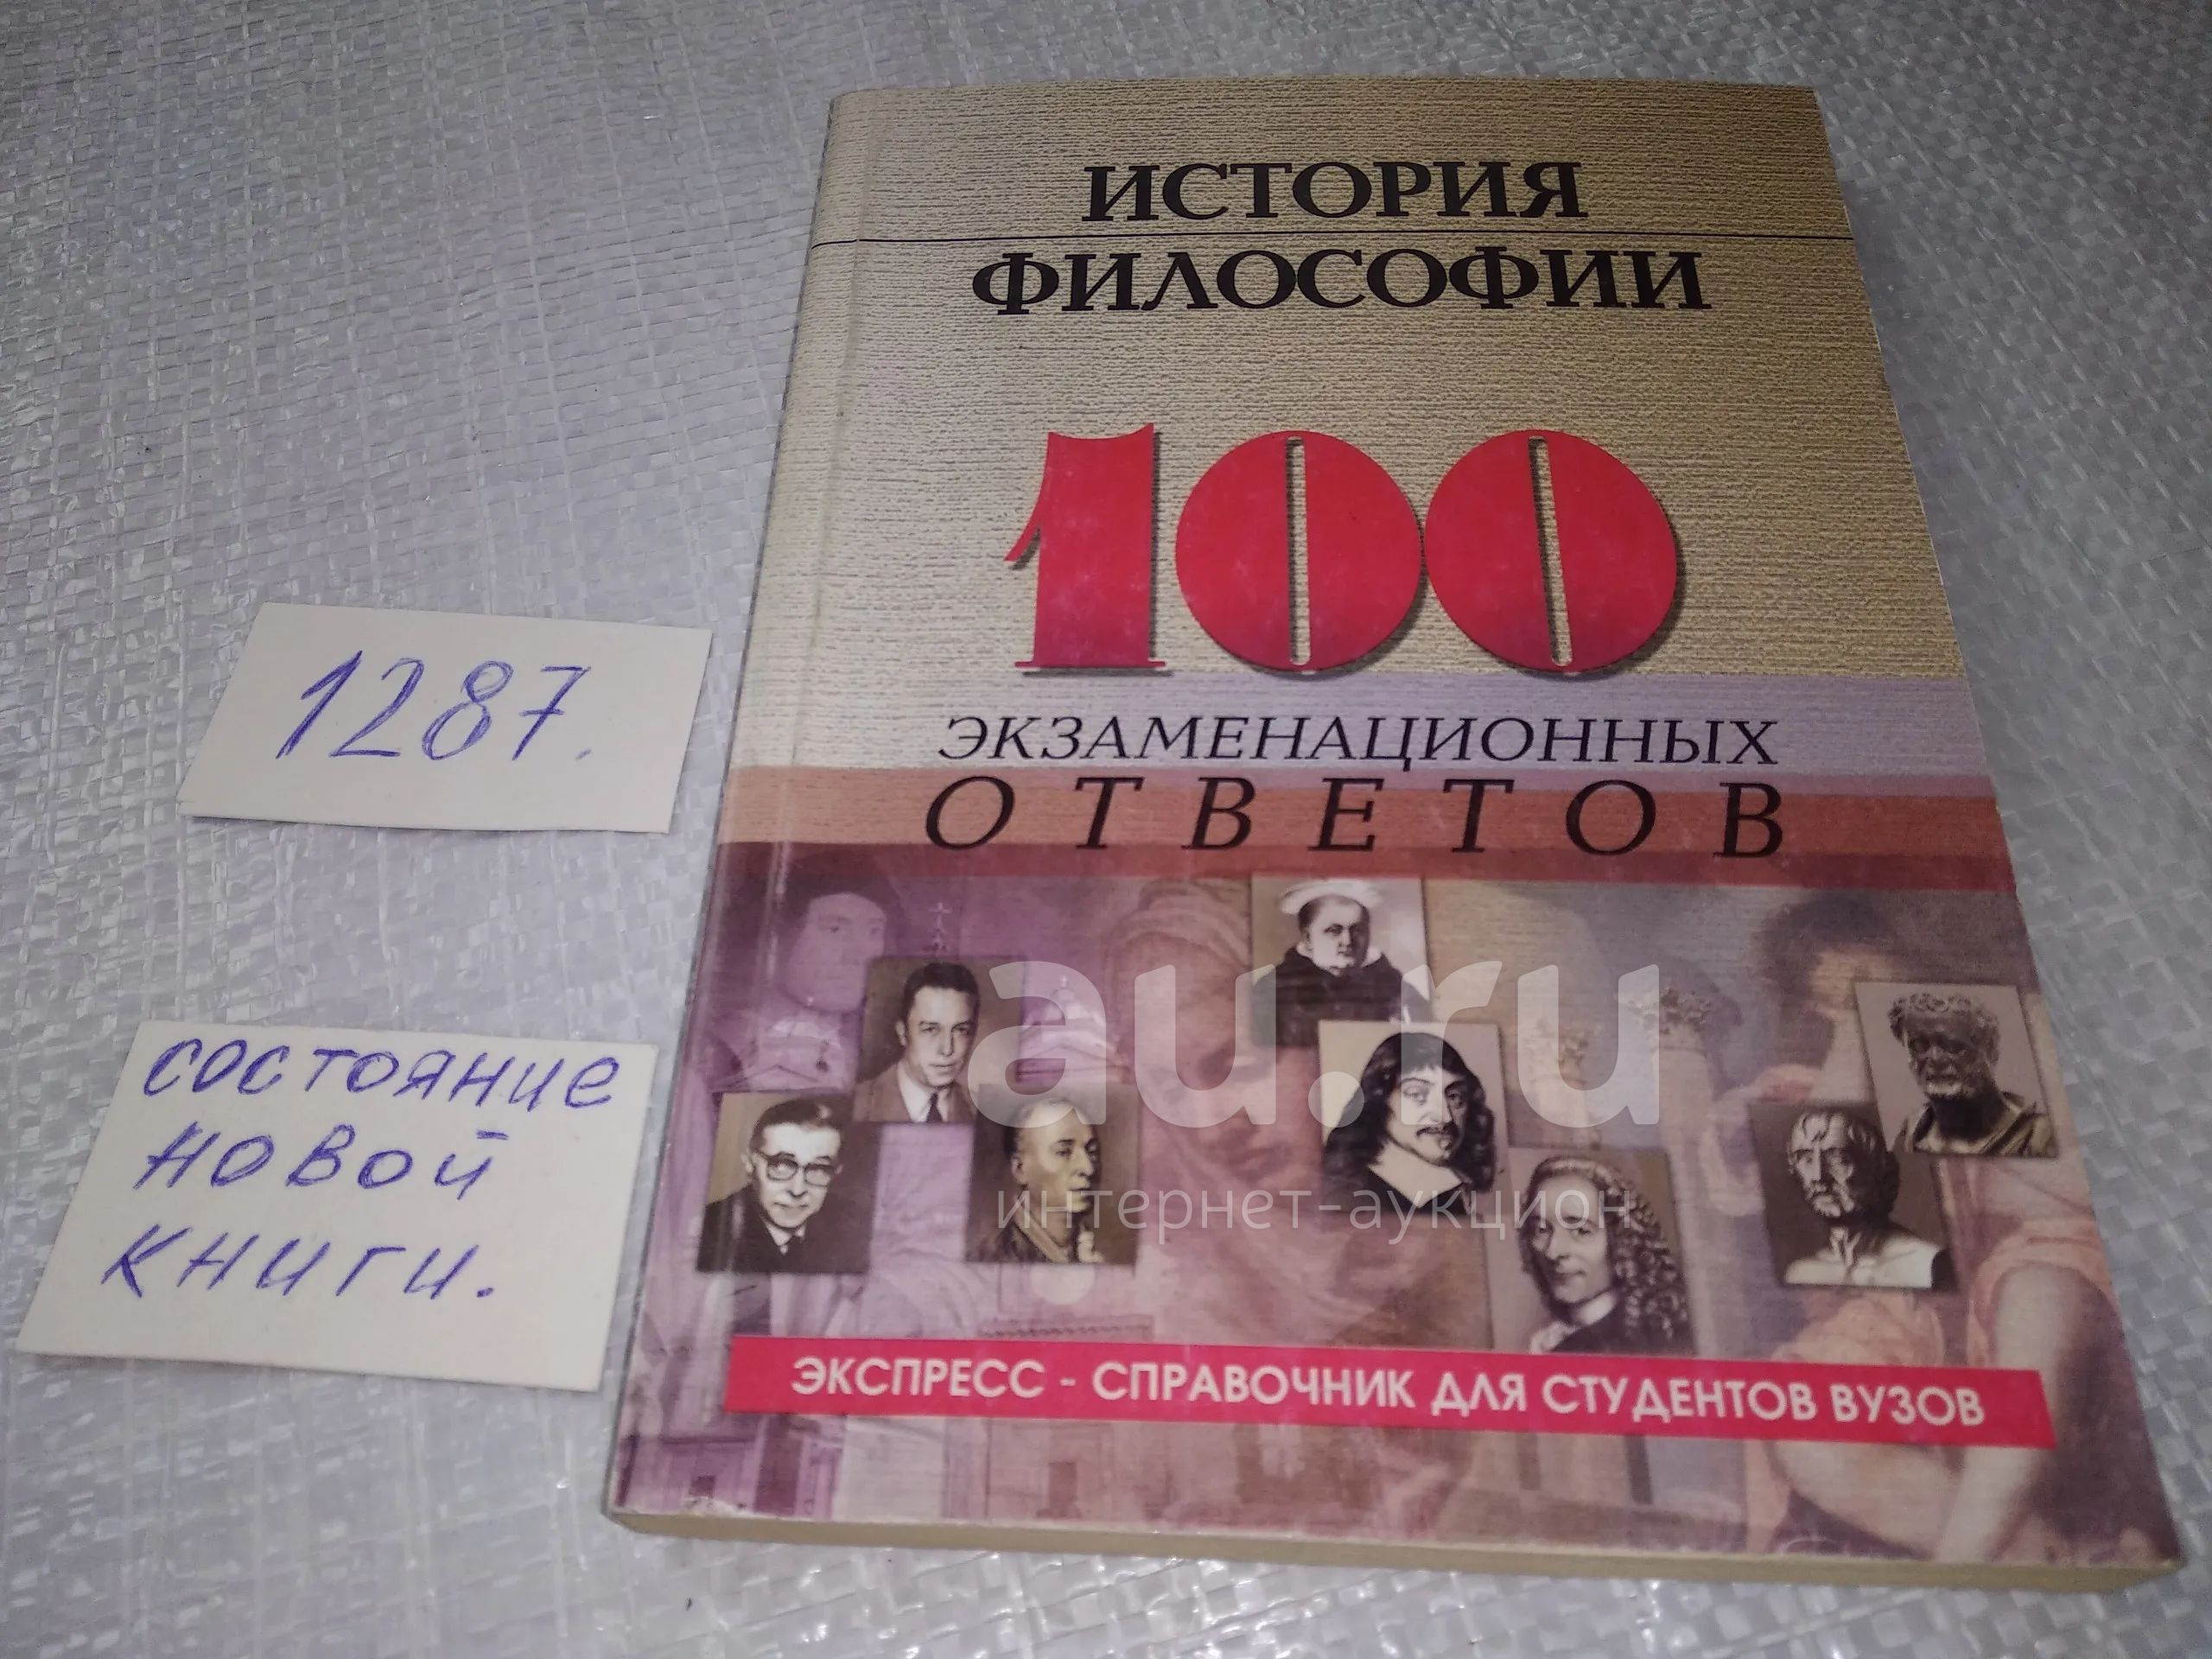 ИСТОРИЯ
ФИЛОСОФИИ
100
ЭКЗАМЕНАЦИОННЫХ
ОТВЕТОВ
ЭКСПРЕСС - СПРАВОЧНИК ДЛЯ СТУДЕНТОВ ВУЗОВ
1287.
состояние
новой
книги.
au.ru
интернет-аукцион